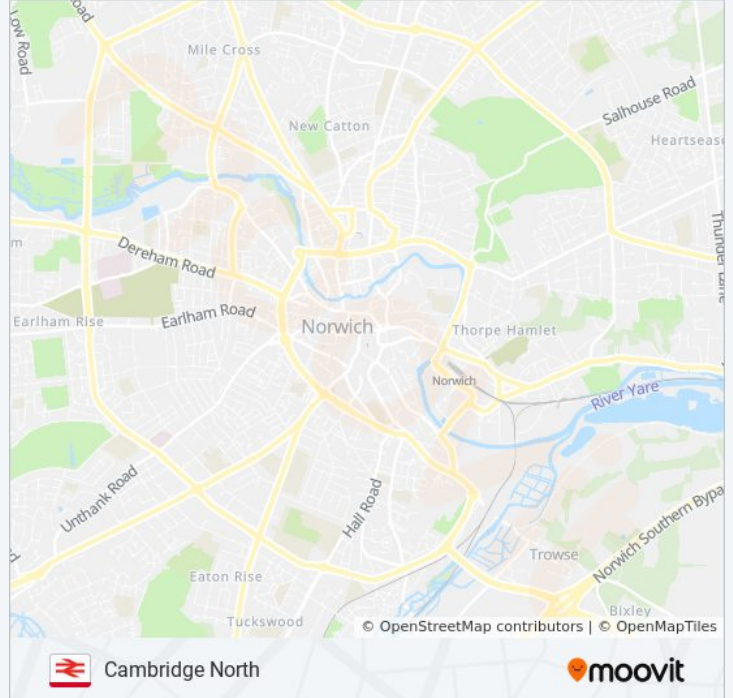 oad
Low Road
Mile Cross
Salhouse Road
New Catton
Heartseas
Thunder Lane
m
Dereham Road
Earlham Road
Earlham Rise
Norwich
Thorpe Hamlet
Norwich
River Yare
Unthank Road
Hall Road
Norwich Southern Bypa
Trowse
d
Eaton Rise
Bixley
Tuckswood
© OpenStreetMap contributors | © OpenMapTiles
Cambridge North
moovit